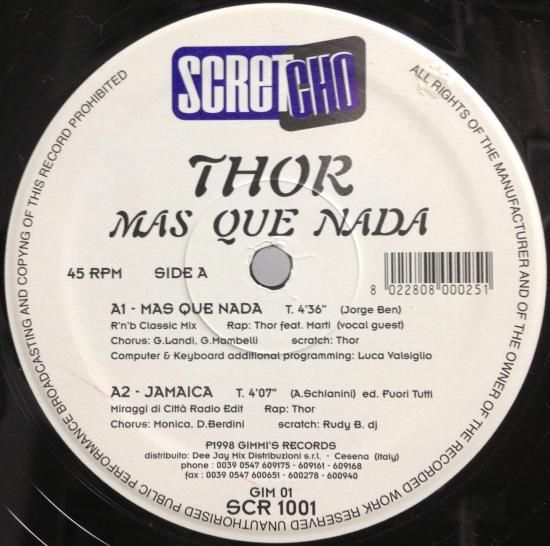 SCRETCHO
THOR
MAS QUE NADA
45 RPM SIDE A
8 022808 000251
A1 - MAS QUE NADA T. 4'36" (Jorge Ben)
R'n'b Classic Mix Rap: Thor feat. Marti (vocal guest)
Chorus: G.Landi, G.Mambelli scratch: Thor
Computer & Keyboard additional programming: Luca Valsiglio
A2 - JAMAICA T. 4'07" (A.Schianini) ed. Fuori Tutti
Miraggi di Città Radio Edit Rap: Thor
Chorus: Monica, D.Berdini scratch: Rudy B. dj
P1998 GIMMI'S RECORDS
distribuito: Dee Jay Mix Distribuzioni s.r.l. - Cesena (Italy)
phone : 0039 0547 609175 - 609161 - 609168
fax : 0039 0547 600651 - 600278 - 600940
GIM 01
SCR 1001
ALL RIGHTS OF THE MANUFACTURER AND OF THE OWNER OF THE RECORDED WORK RESERVED UNAUTHORISED PUBLIC PERFORMANCE BROADCASTING AND COPYNG OF THIS RECORD PROHIBITED